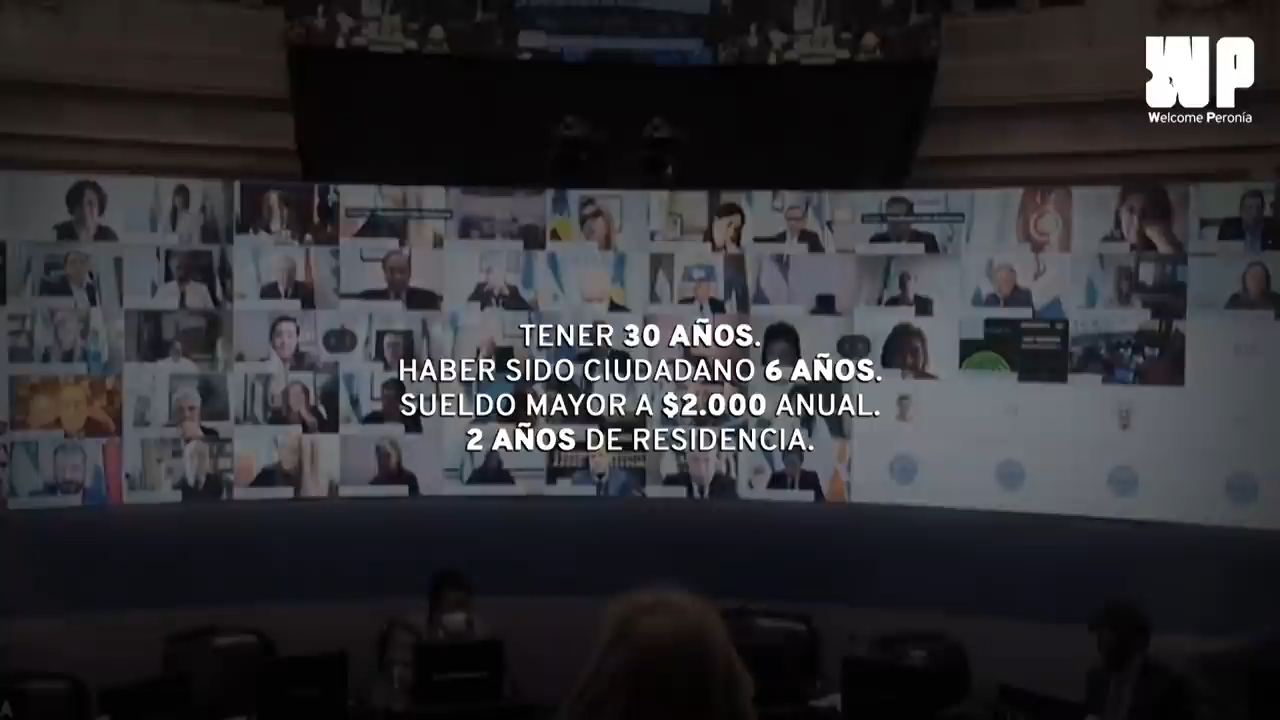 WP
Welcome Peronía
TENER 30 AÑOS.
HABER SIDO CIUDADANO 6 AÑOS.
SUELDO MAYOR A $2.000 ANUAL.
2 AÑOS DE RESIDENCIA.
A